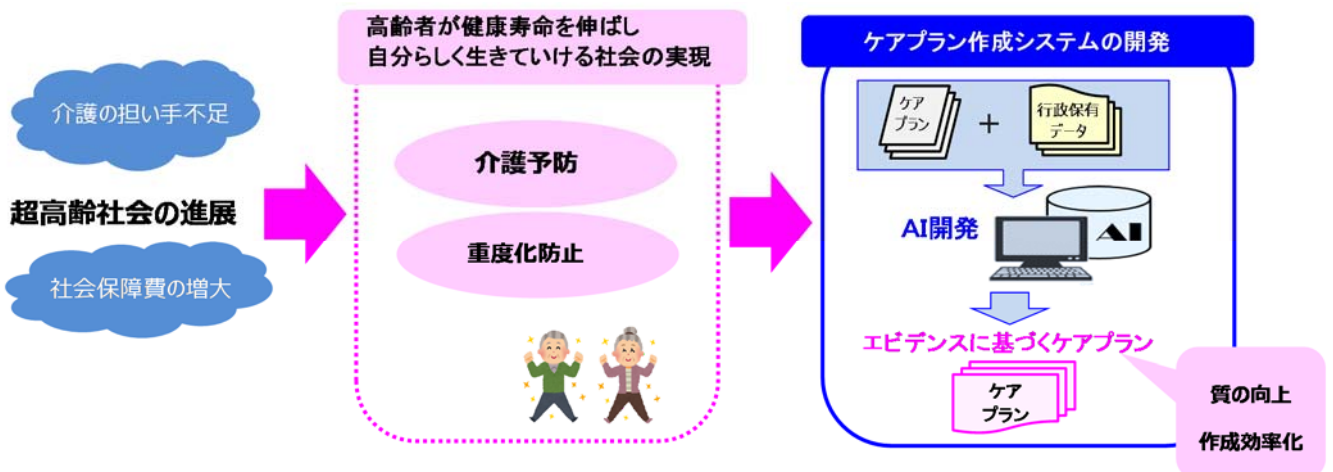 介護の担い手不足
超高齢社会の進展
社会保障費の増大
高齢者が健康寿命を伸ばし
自分らしく生きていける社会の実現
介護予防
重度化防止
ケアプラン作成システムの開発
ケア
プラン
+
行政保有
データ
AI開発
AI
エビデンスに基づくケアプラン
ケア
プラン
質の向上
作成効率化